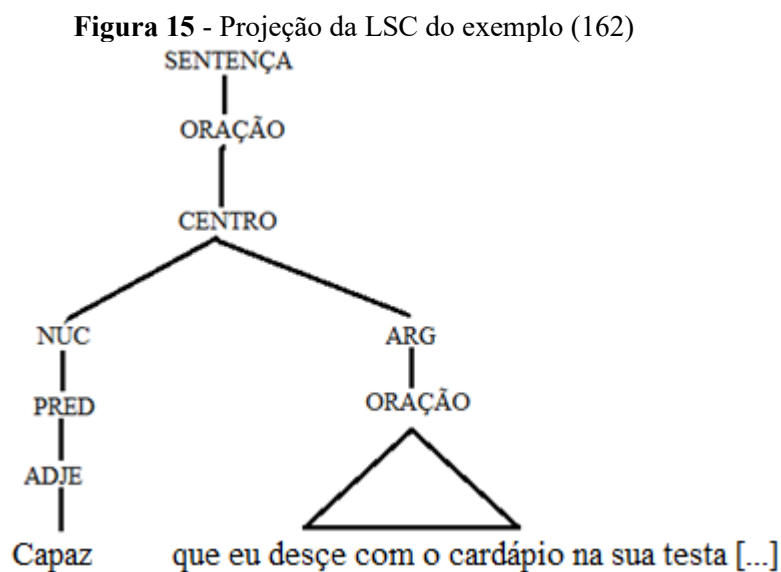 Figura 15 - Projeção da LSC do exemplo (162)
SENTENÇA
ORAÇÃO
CENTRO
NÚC ARG
PRED ORAÇÃO
ADJE
Capaz que eu desçe com o cardápio na sua testa [...]